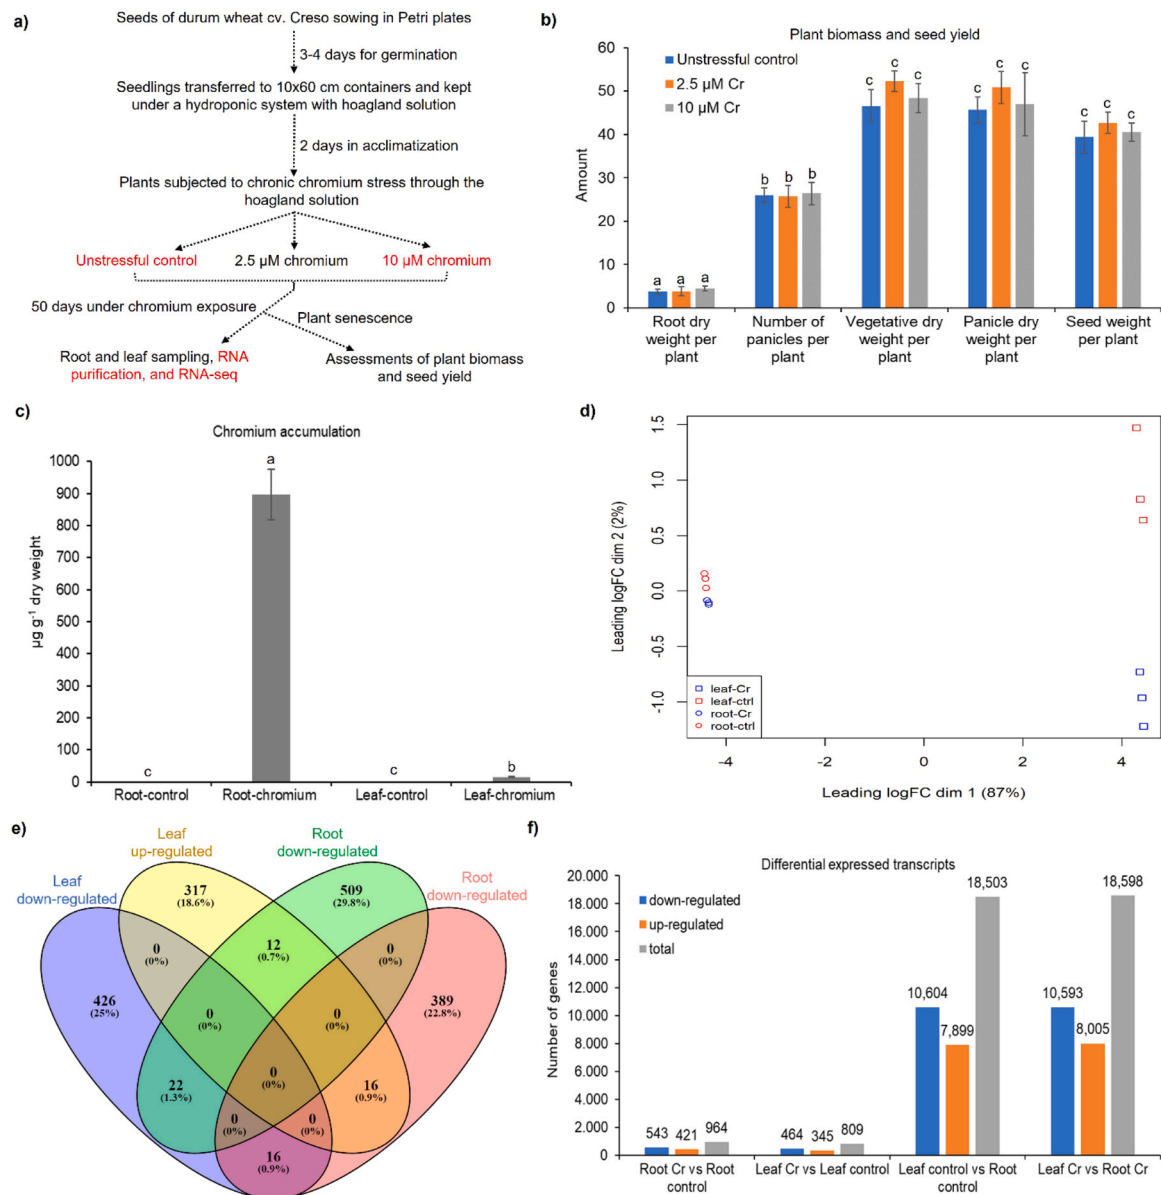 a)
Seeds of durum wheat cv. Creso sowing in Petri plates
3-4 days for germination
Seedlings transferred to 10x60 cm containers and kept
under a hydroponic system with hoagland solution
2 days in acclimatization
Plants subjected to chronic chromium stress through the
hoagland solution
Unstressful control
2.5 µM chromium
10 µM chromium
50 days under chromium exposure
Plant senescence
Root and leaf sampling, RNA
purification, and RNA-seq
Assessments of plant biomass
and seed yield
b)
Plant biomass and seed yield
Unstressful control
2.5 µM Cr
10 µM Cr
Amount
60
50
40
30
20
10
0
a a a
b b b
c c c
c c c
c c c
Root dry
weight per
plant
Number of
panicles per
plant
Vegetative dry
weight per
plant
Panicle dry
weight per
plant
Seed weight
per plant
c)
Chromium accumulation
µg g⁻¹ dry weight
1000
900
800
700
600
500
400
300
200
100
0
c
a
c
b
Root-control
Root-chromium
Leaf-control
Leaf-chromium
d)
Leading logFC dim 2 (2%)
1.5
1.0
0.5
0.0
-0.5
-1.0
leaf-Cr
leaf-ctrl
root-Cr
root-ctrl
-4 -2 0 2 4
Leading logFC dim 1 (87%)
e)
Leaf
down-regulated
Leaf
up-regulated
Root
down-regulated
Root
down-regulated
317
(18.6%)
509
(29.8%)
0
(0%)
12
(0.7%)
0
(0%)
426
(25%)
0
(0%)
0
(0%)
389
(22.8%)
22
(1.3%)
0
(0%)
16
(0.9%)
0
(0%)
0
(0%)
16
(0.9%)
f)
Differential expressed transcripts
down-regulated
up-regulated
total
Number of genes
20.000
18.000
16.000
14.000
12.000
10.000
8.000
6.000
4.000
2.000
0
543 421 964
464 345 809
10,604 7,899 18,503
10,593 8,005 18,598
Root Cr vs Root
control
Leaf Cr vs Leaf control
Leaf control vs Root
control
Leaf Cr vs Root Cr